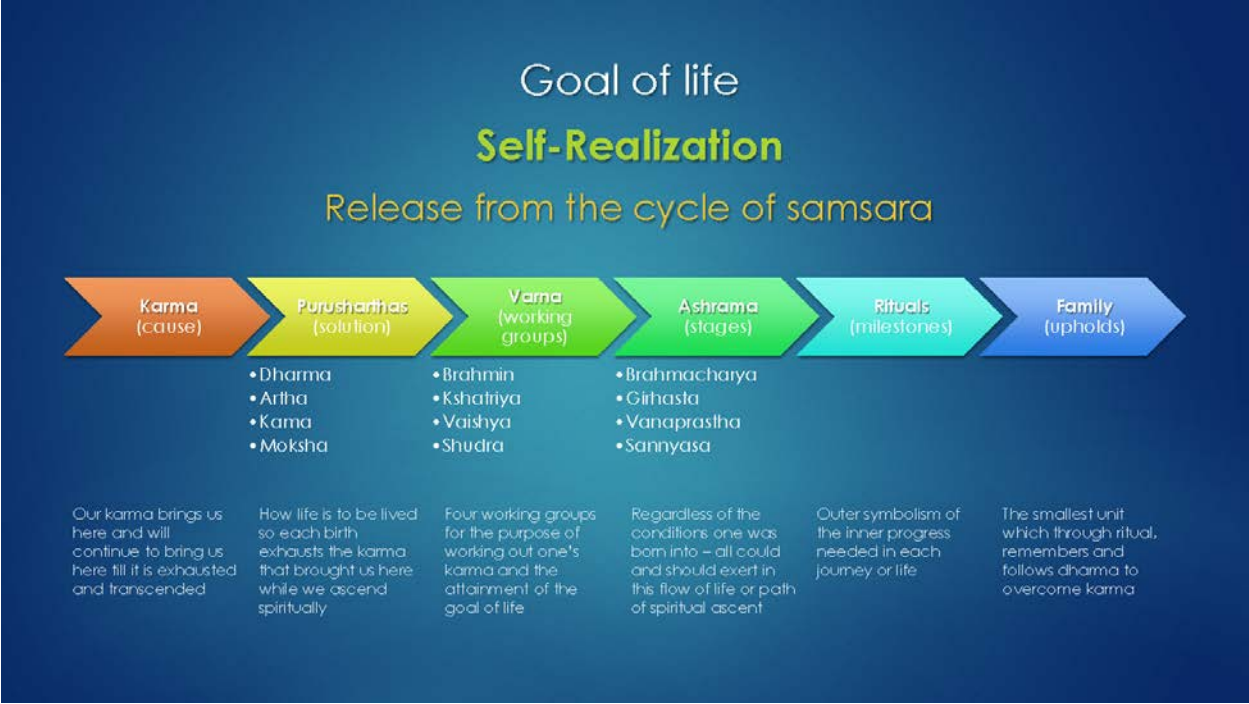 Goal of life
Self-Realization
Release from the cycle of samsara
Karma
(cause)
Purusharthas
(solution)
Varna
(working
groups)
Ashrama
(stages)
Rituals
(milestones)
Family
(upholds)
•Dharma
•Artha
•Kama
•Moksha
•Brahmin
•Kshatriya
•Vaishya
•Shudra
•Brahmacharya
•Girhasta
•Vanaprastha
•Sannyasa
Our karma brings us
here and will
continue to bring us
here till it is exhausted
and transcended
How life is to be lived
so each birth
exhausts the karma
that brought us here
while we ascend
spiritually
Four working groups
for the purpose of
working out one's
karma and the
attainment of the
goal of life
Regardless of the
conditions one was
born into – all could
and should exert in
this flow of life or path
of spiritual ascent
Outer symbolism of
the inner progress
needed in each
journey or life
The smallest unit
which through ritual,
remembers and
follows dharma to
overcome karma